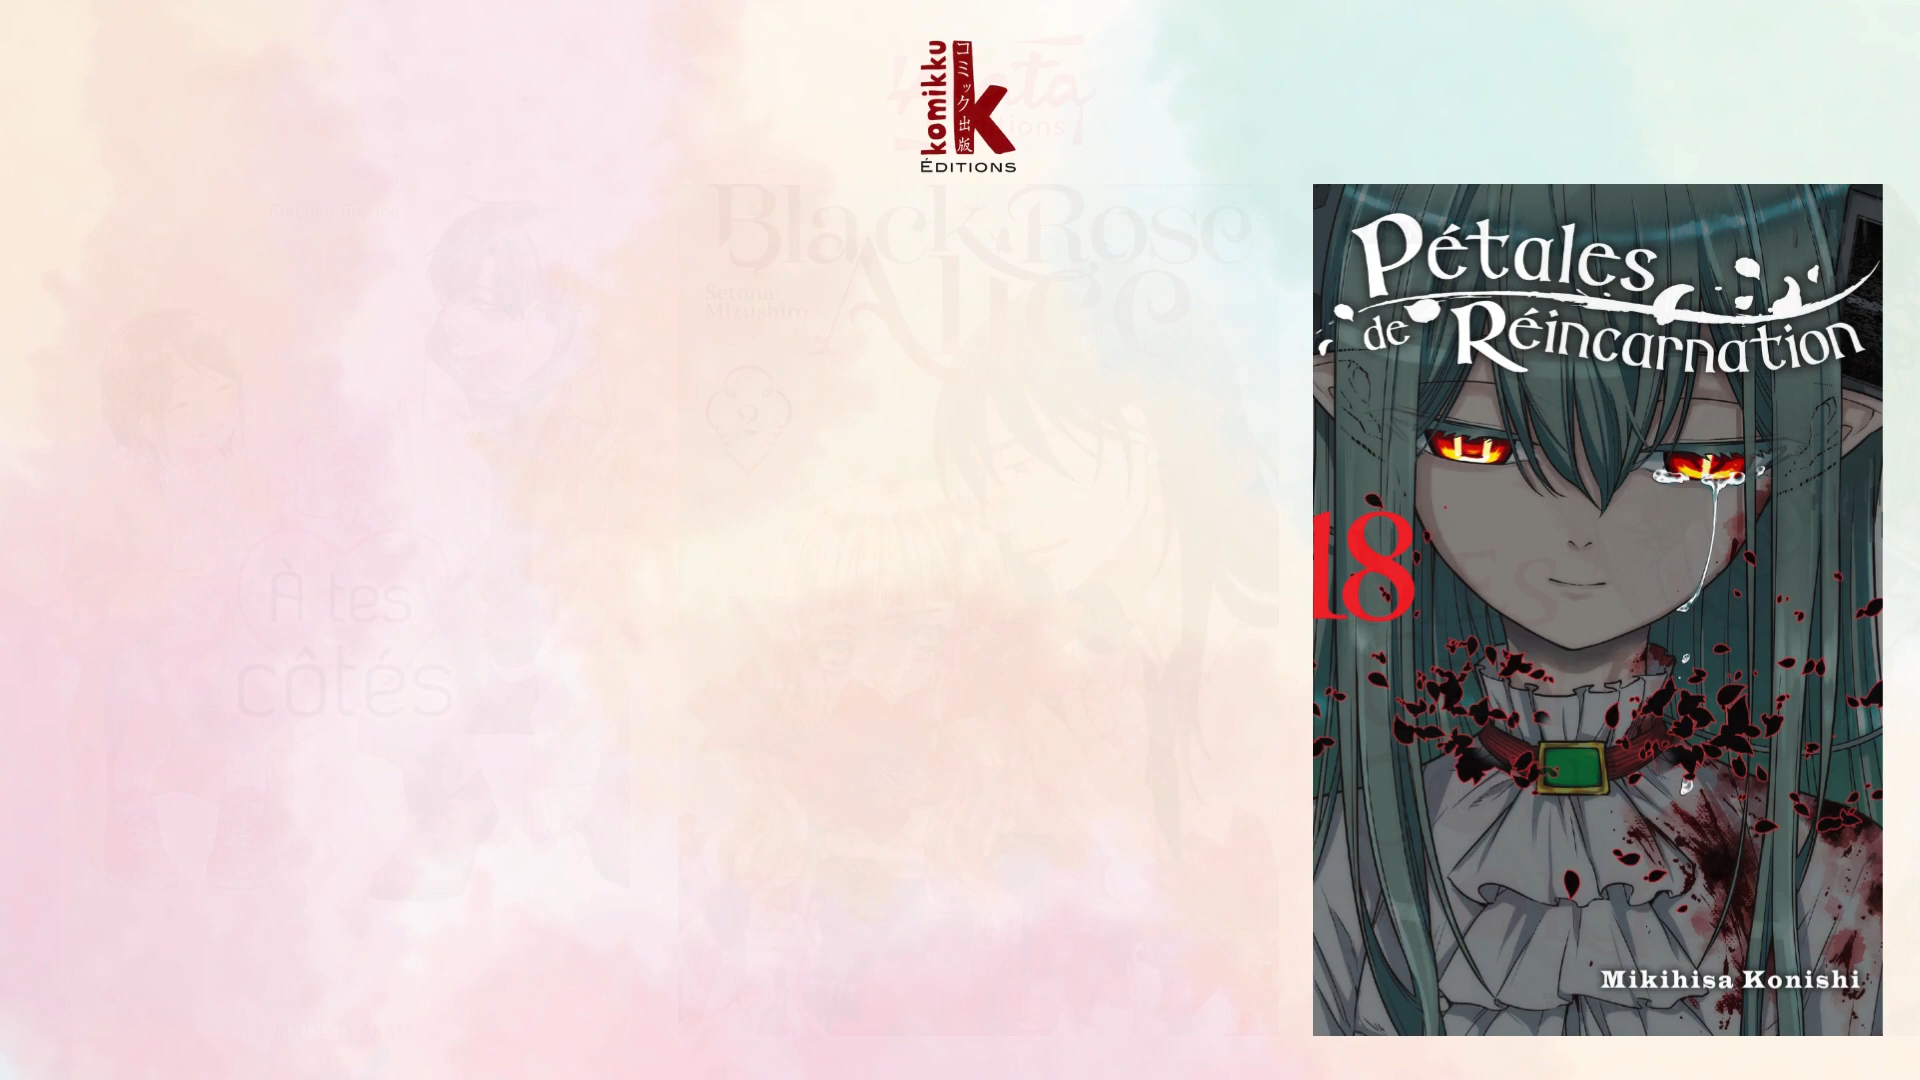 komikku
コミック出版
k
ÉDITIONS
Black Rose
Alice
Setona
Mizushiro
À tes
côtés
Pétales
de Réincarnation
18
Mikihisa Konishi